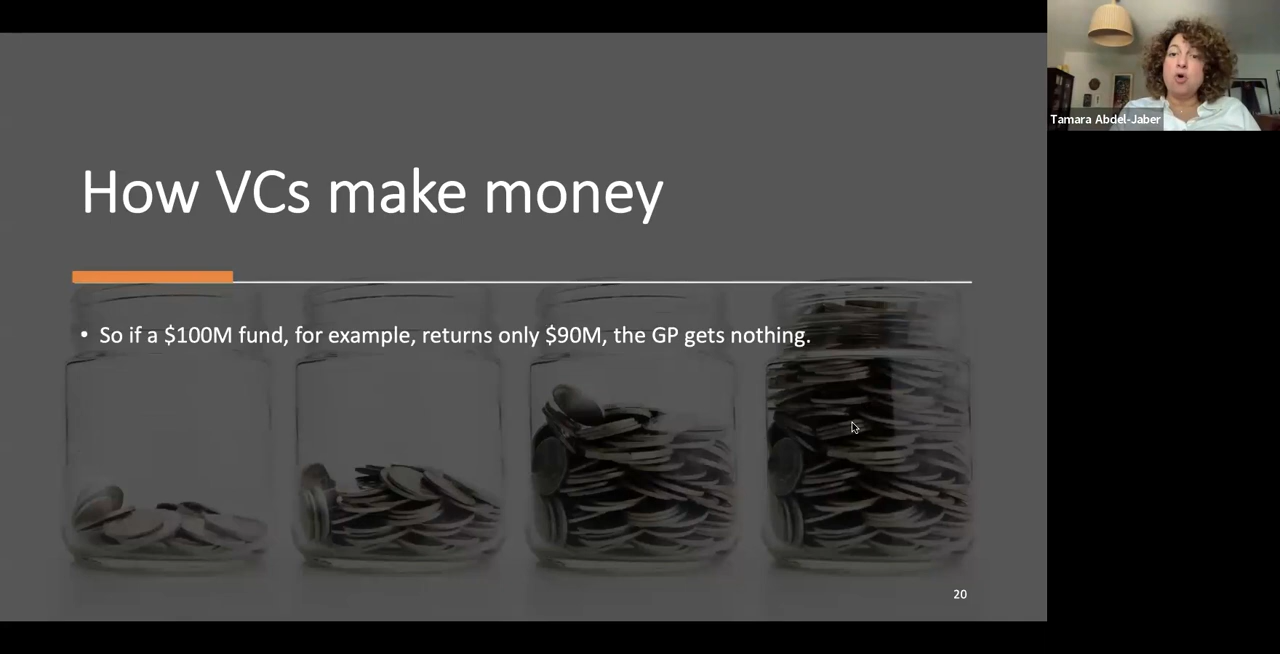 Tamara Abdel-Jaber
How VCs make money
• So if a $100M fund, for example, returns only $90M, the GP gets nothing.
20